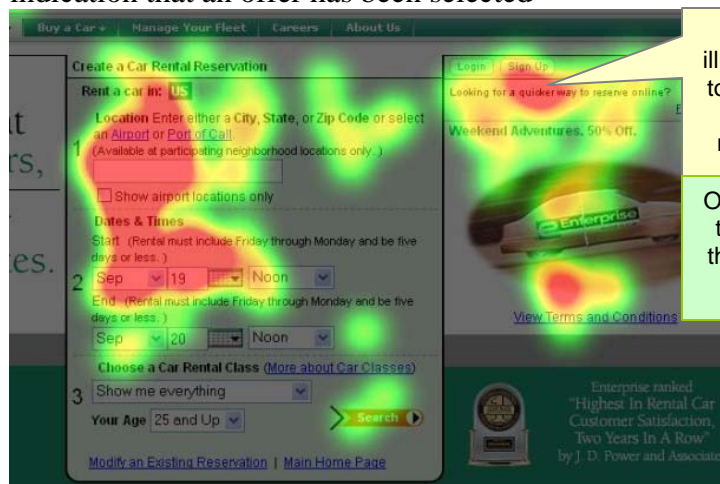 indication that an offer has been selected
Buy a Car Manage Your Fleet Careers About Us
Create a Car Rental Reservation
Rent a car in: US
Location Enter either a City, State, or Zip Code or select
an Airport or Port of Call.
1 (Available at participating neighborhood locations only. )
Show airport locations only
Dates & Times
Start (Rental must include Friday through Monday and be five
days or less. )
2 Sep 19 Noon
End (Rental must include Friday through Monday and be five
days or less. )
Sep 20 Noon
Choose a Car Rental Class (More about Car Classes)
3 Show me everything
Your Age 25 and Up Search
Modify an Existing Reservation | Main Home Page
Login Sign Up
Looking for a quicker way to reserve online?
Weekend Adventures, 50% Off.
Enterprise
View Terms and Conditions
Enterprise ranked
"Highest In Rental Car
Customer Satisfaction,
Two Years In A Row"
by J. D. Power and Associate